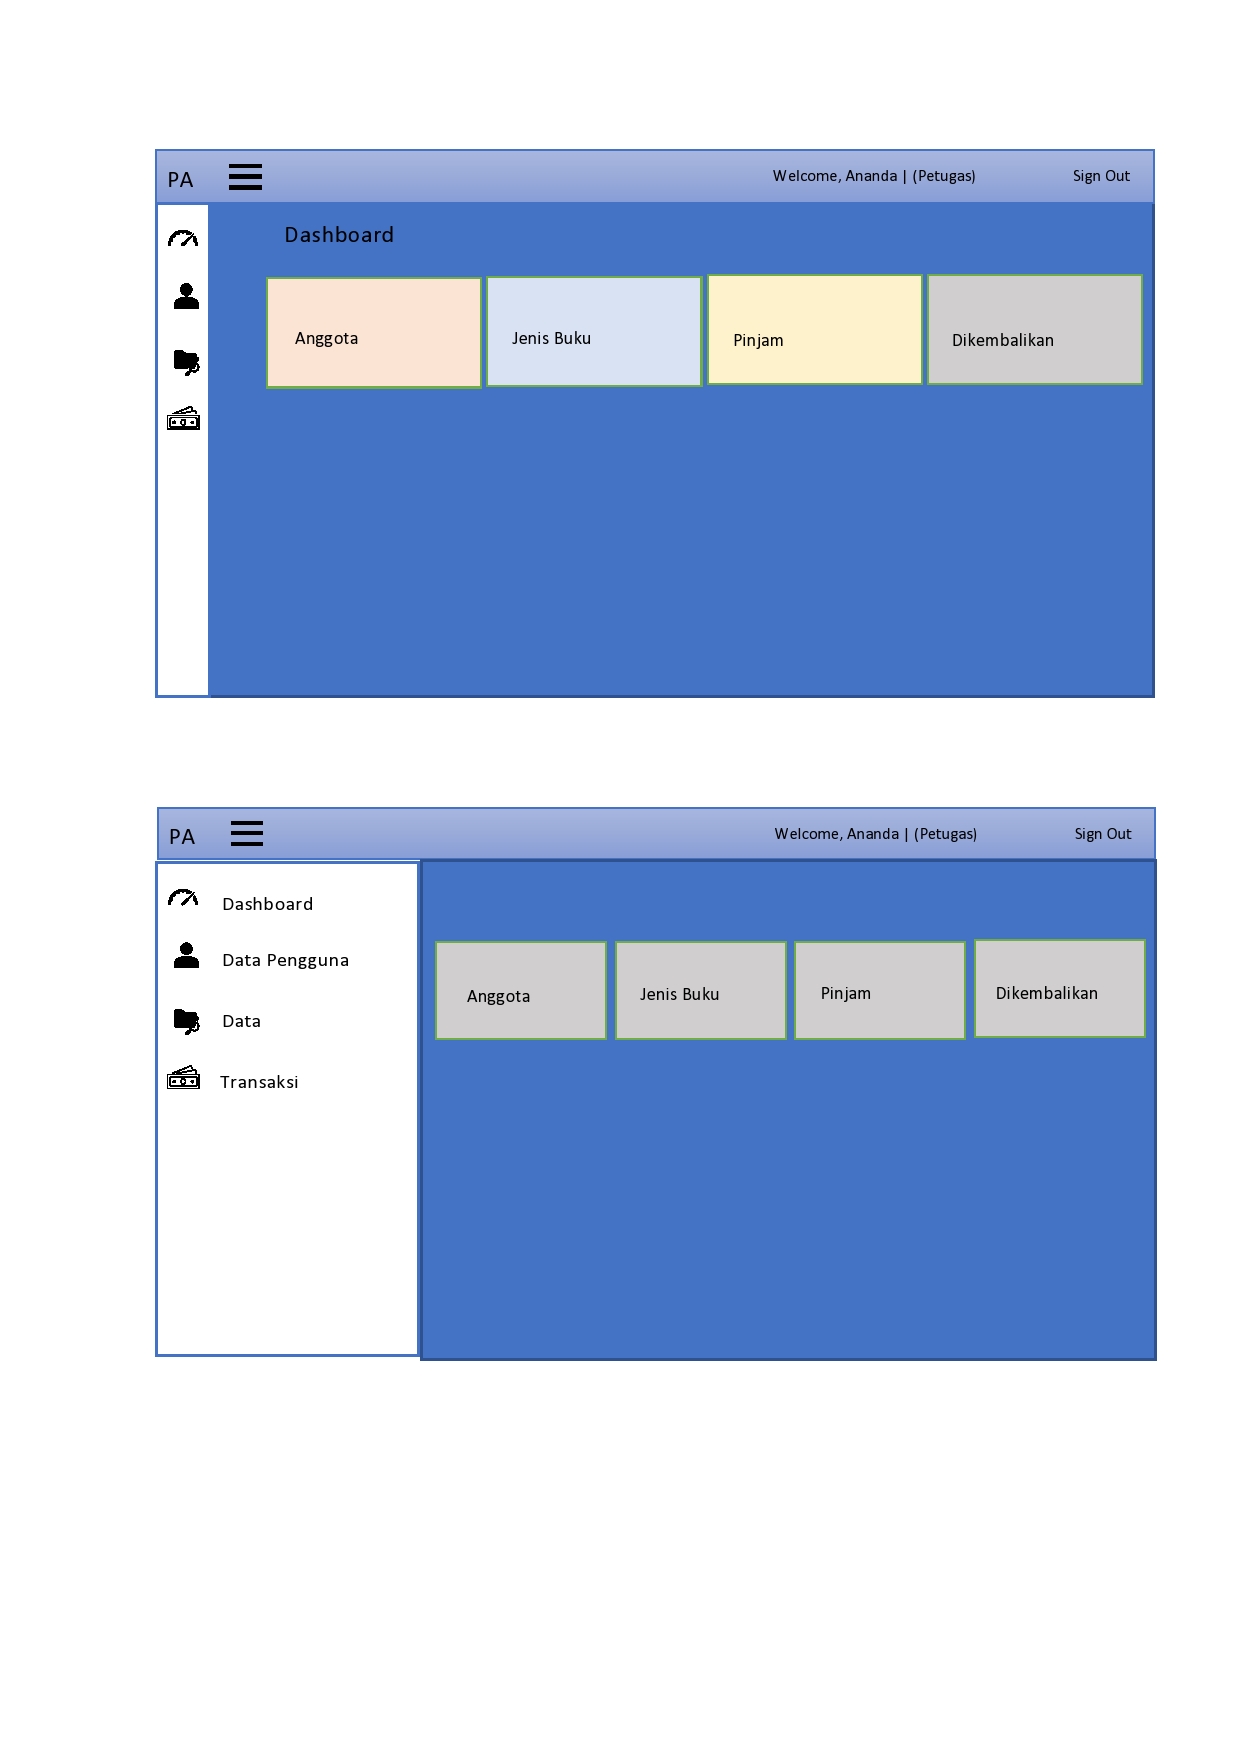 PA
Welcome, Ananda | (Petugas)
Sign Out
Dashboard
Anggota
Jenis Buku
Pinjam
Dikembalikan
PA
Welcome, Ananda | (Petugas)
Sign Out
Dashboard
Data Pengguna
Data
Transaksi
Anggota
Jenis Buku
Pinjam
Dikembalikan